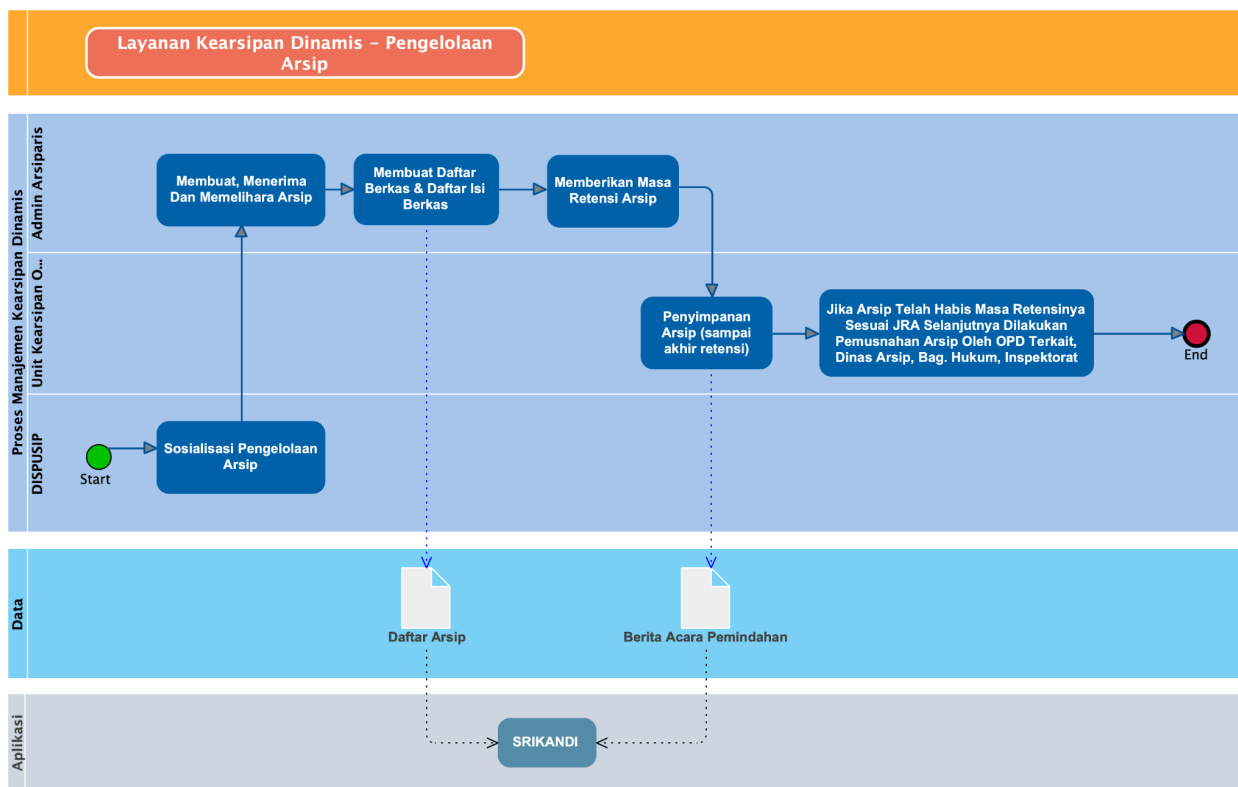 Layanan Kearsipan Dinamis – Pengelolaan
Arsip
Proses Manajemen Kearsipan Dinamis
Admin Arsiparis
Membuat, Menerima
Dan Memelihara Arsip
Membuat Daftar
Berkas & Daftar Isi
Berkas
Memberikan Masa
Retensi Arsip
Unit Kearsipan O...
Penyimpanan
Arsip (sampai
akhir retensi)
Jika Arsip Telah Habis Masa Retensinya
Sesuai JRA Selanjutnya Dilakukan
Pemusnahan Arsip Oleh OPD Terkait,
Dinas Arsip, Bag. Hukum, Inspektorat
End
DISPUSIP
Start
Sosialisasi Pengelolaan
Arsip
Data
Daftar Arsip
Berita Acara Pemindahan
Aplikasi
SRIKANDI